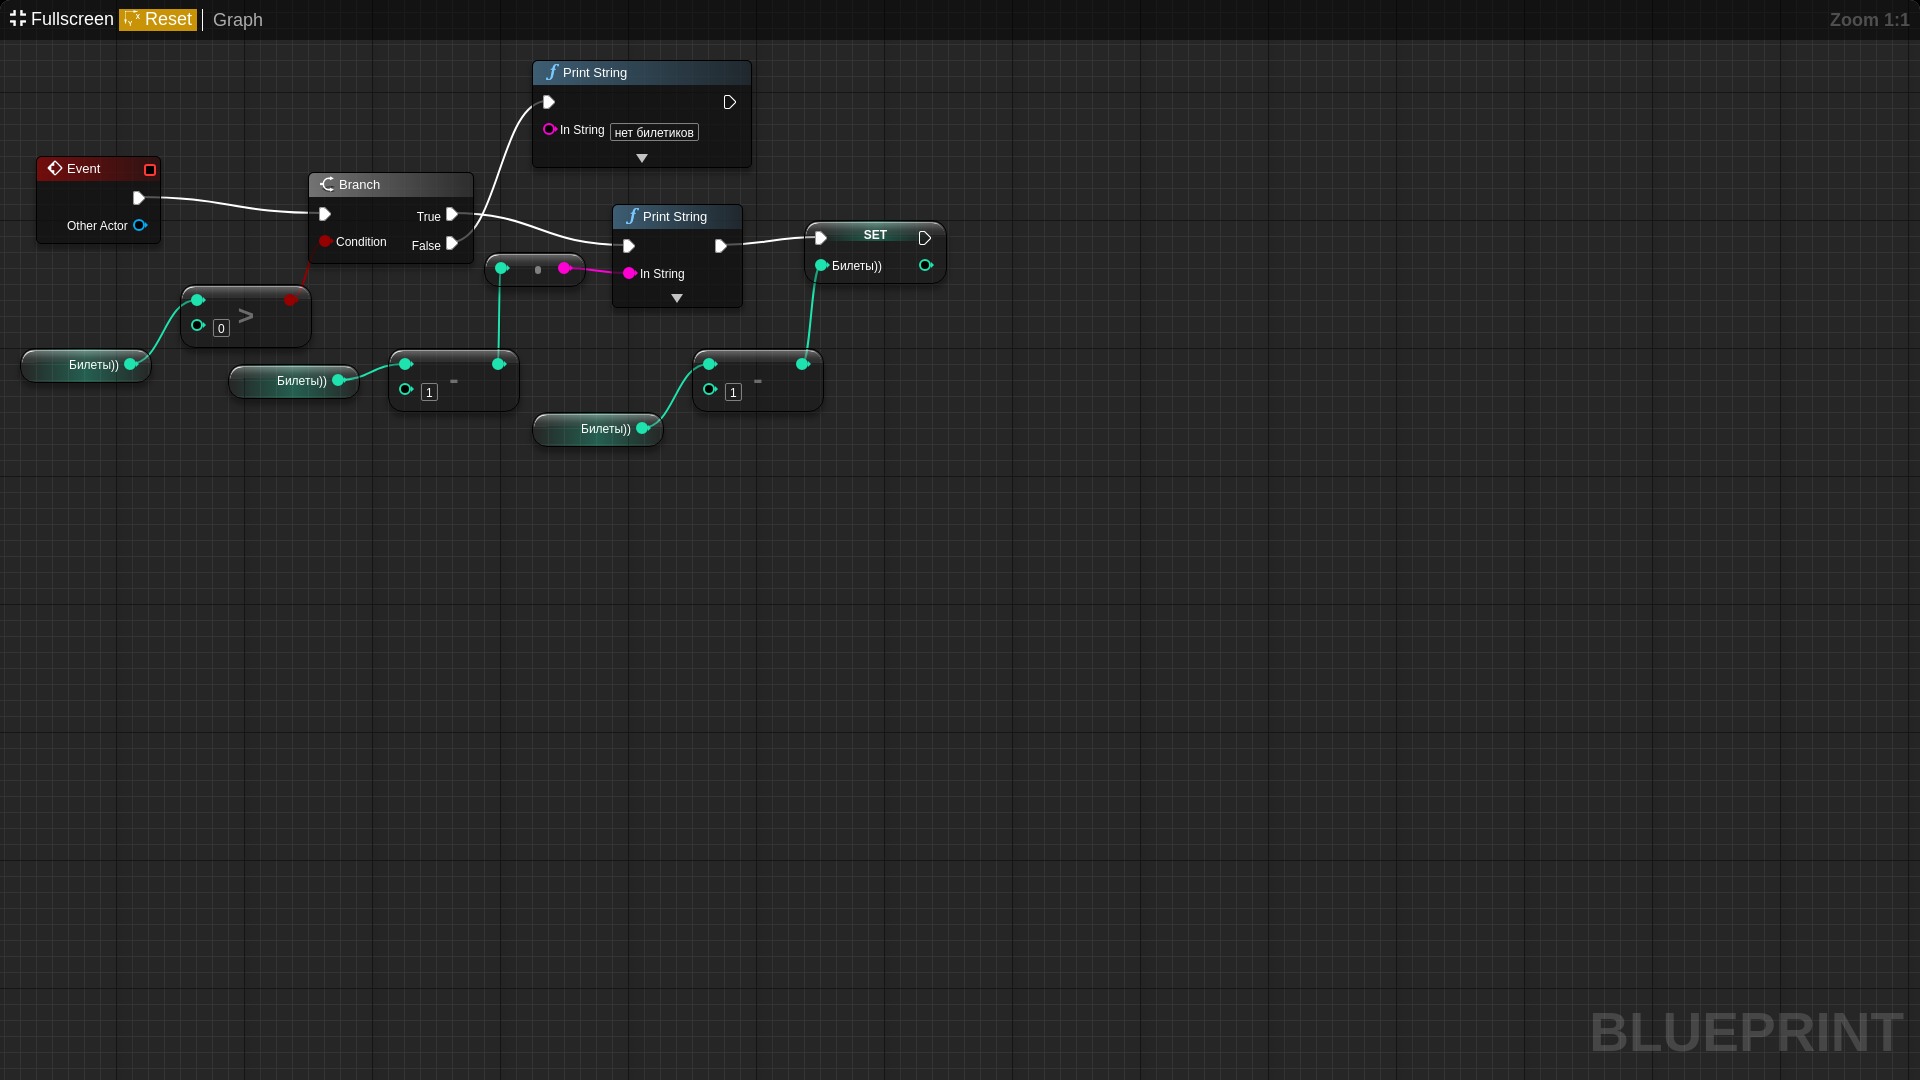 Fullscreen Reset Graph Zoom 1:1
Print String
In String нет билетиков
Event
Other Actor
Branch
True
Condition
False
Print String
In String
SET
Билеты))
0 >
Билеты))
Билеты))
1 -
1 -
Билеты))
BLUEPRINT